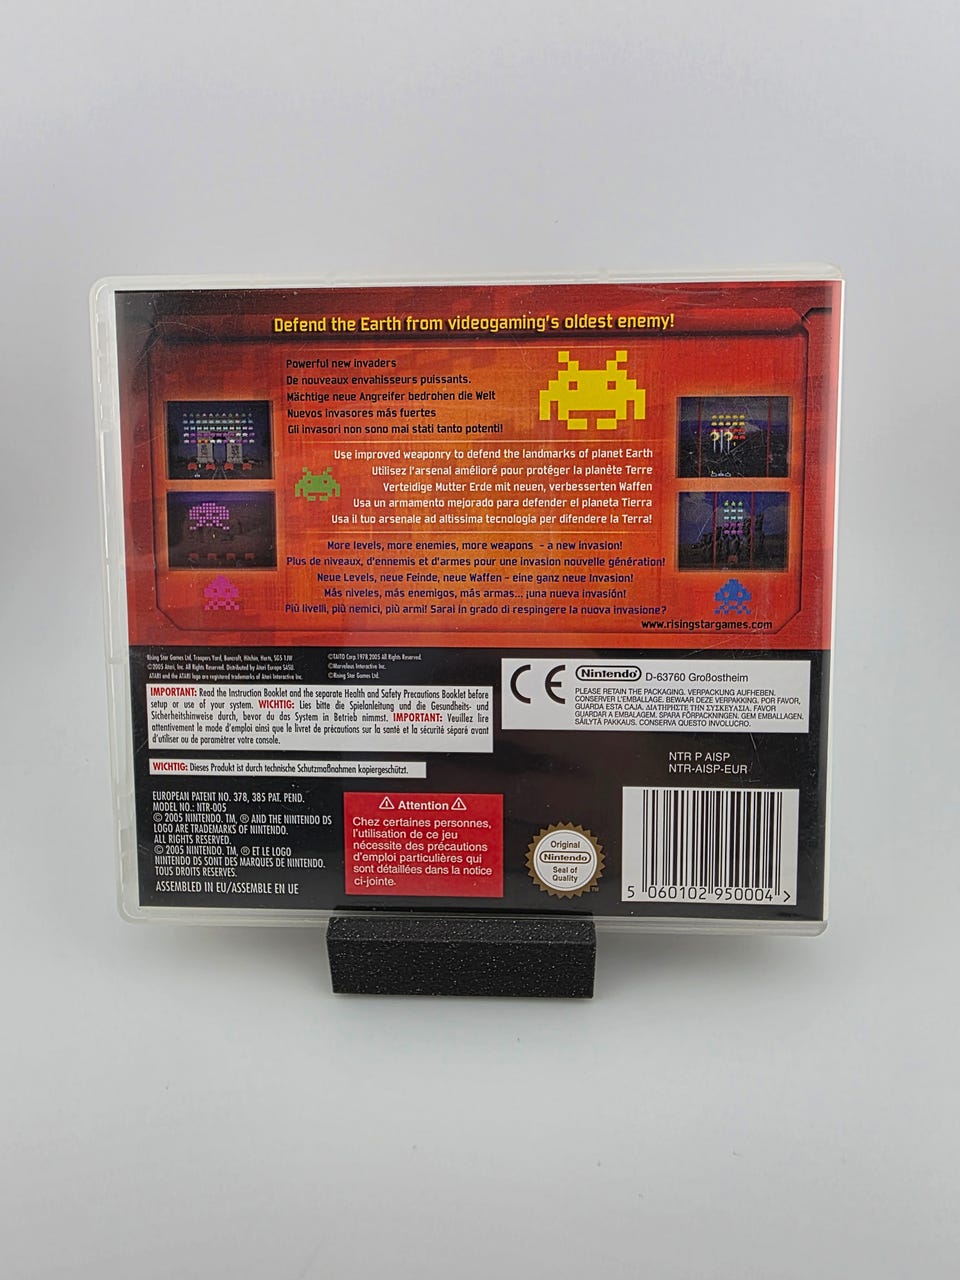 Defend the Earth from videogaming's oldest enemy!
Powerful new invaders
De nouveaux envahisseurs puissants.
Mächtige neue Angreifer bedrohen die Welt
Nuevos invasores más fuertes
Gli invasori non sono mai stati tanto potenti!
Use improved weaponry to defend the landmarks of planet Earth
Utilisez l'arsenal amélioré pour protéger la planète Terre
Verteidige Mutter Erde mit neuen, verbesserten Waffen
Usa un armamento mejorado para defender el planeta Tierra
Usa il tuo arsenale ad altissima tecnologia per difendere la Terra!
More levels, more enemies, more weapons - a new invasion!
Plus de niveaux, d'ennemis et d'armes pour une invasion nouvelle génération!
Neue Levels, neue Feinde, neue Waffen - eine ganz neue Invasion!
Más niveles, más enemigos, más armas... ¡una nueva invasión!
Più livelli, più nemici, più armi! Sarai in grado di respingere la nuova invasione?
www.risingstargames.com
Rising Star Games Ltd, Troopers Yard, Bancroft, Hitchin, Herts, SG5 1JW
©2005 Atari, Inc. All Rights Reserved. Distributed by Atari Europe SASU.
ATARI and the ATARI logo are registered trademarks of Atari Interactive Inc.
©TAITO Corp.1978,2005 All Rights Reserved.
©Marvelous Interactive Inc.
©Rising Star Games Ltd.
IMPORTANT: Read the Instruction Booklet and the separate Health and Safety Precautions Booklet before
setup or use of your system. WICHTIG: Lies bitte die Spielanleitung und die Gesundheits- und
Sicherheitshinweise durch, bevor du das System in Betrieb nimmst. IMPORTANT: Veuillez lire
attentivement le mode d'emploi ainsi que le livret de précautions sur la santé et la sécurité séparé avant
d'utiliser ou de paramétrer votre console.
CE
Nintendo
D-63760 Großostheim
PLEASE RETAIN THE PACKAGING. VERPACKUNG AUFHEBEN.
CONSERVER L'EMBALLAGE. BEWAAR DEZE VERPAKKING. POR FAVOR,
GUARDA ESTA CAJA. ΔΙΑΤΗΡΗΣΤΕ ΤΗΝ ΣΥΣΚΕΥΑΣΙΑ. FAVOR
GUARDAR A EMBALAGEM. SPARA FÖRPACKNINGEN. GEM EMBALLAGEN.
SÄILYTÄ PAKKAUS. CONSERVA QUESTO INVOLUCRO.
WICHTIG: Dieses Produkt ist durch technische Schutzmaßnahmen kopiergeschützt.
NTR P AISP
NTR-AISP-EUR
EUROPEAN PATENT NO. 378, 385 PAT. PEND.
MODEL NO.: NTR-005
© 2005 NINTENDO. TM, ® AND THE NINTENDO DS
LOGO ARE TRADEMARKS OF NINTENDO.
ALL RIGHTS RESERVED.
© 2005 NINTENDO. TM, ® ET LE LOGO
NINTENDO DS SONT DES MARQUES DE NINTENDO.
TOUS DROITS RESERVES.
ASSEMBLED IN EU/ASSEMBLE EN UE
Attention
Chez certaines personnes,
l'utilisation de ce jeu
nécessite des précautions
d'emploi particulières qui
sont détaillées dans la notice
ci-jointe.
Original
Nintendo
Seal of
Quality
TM
5 060102 950004 >